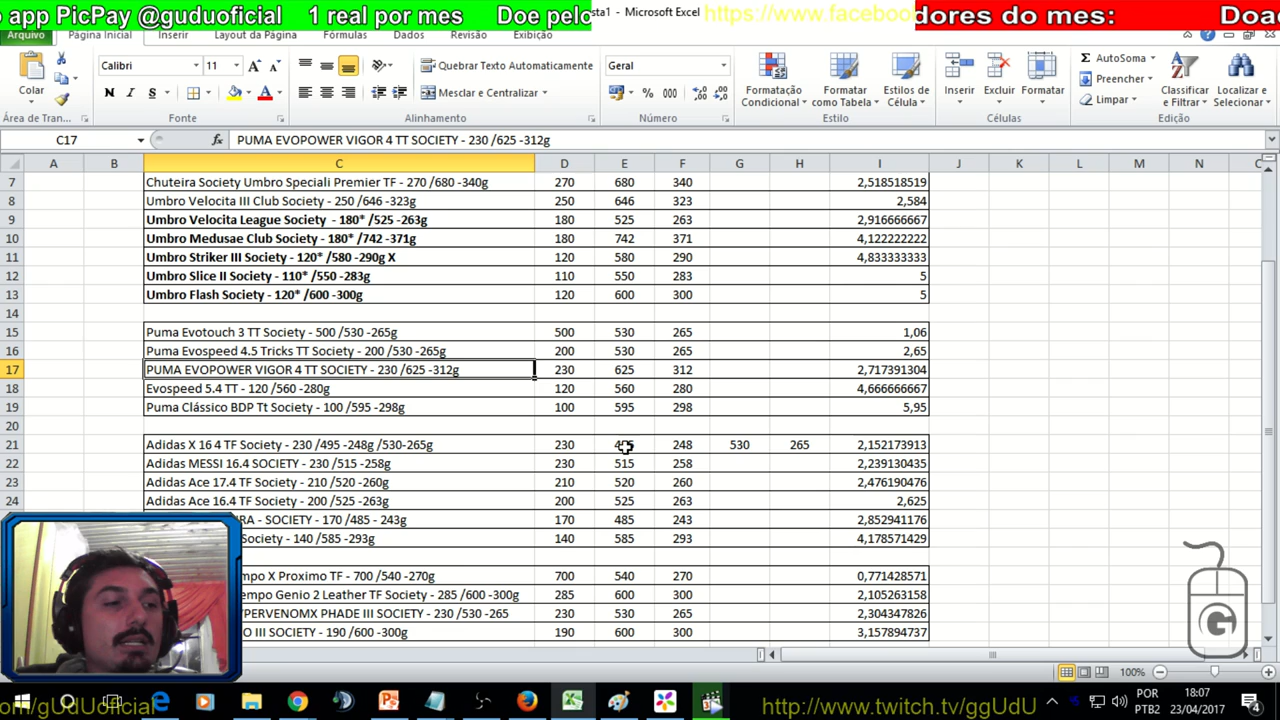 o app PicPay @guduoficial 1 real por mes Doe pelo
sta1 - Microsoft Excel
https://www.faceboo
dores do mes: Doa
Arquivo Página Inicial Inserir Layout da Página Fórmulas Dados Revisão Exibição
Colar
Calibri 11
N I S
Quebrar Texto Automaticamente
Mesclar e Centralizar
Geral
% 000
Formatação Condicional
Formatar como Tabela
Estilos de Célula
Inserir Excluir Formatar
AutoSoma
Preencher
Limpar
Classificar e Filtrar
Localizar e Selecionar
Área de Tran... Fonte Alinhamento Número Estilo Células Edição
C17 fx PUMA EVOPOWER VIGOR 4 TT SOCIETY - 230 /625 -312g
A B C D E F G H I J K L M N
7 Chuteira Society Umbro Speciali Premier TF - 270 /680 -340g 270 680 340 2,518518519
8 Umbro Velocita III Club Society - 250 /646 -323g 250 646 323 2,584
9 Umbro Velocita League Society - 180* /525 -263g 180 525 263 2,916666667
10 Umbro Medusae Club Society - 180* /742 -371g 180 742 371 4,122222222
11 Umbro Striker III Society - 120* /580 -290g X 120 580 290 4,833333333
12 Umbro Slice II Society - 110* /550 -283g 110 550 283 5
13 Umbro Flash Society - 120* /600 -300g 120 600 300 5
14
15 Puma Evotouch 3 TT Society - 500 /530 -265g 500 530 265 1,06
16 Puma Evospeed 4.5 Tricks TT Society - 200 /530 -265g 200 530 265 2,65
17 PUMA EVOPOWER VIGOR 4 TT SOCIETY - 230 /625 -312g 230 625 312 2,717391304
18 Evospeed 5.4 TT - 120 /560 -280g 120 560 280 4,666666667
19 Puma Clássico BDP Tt Society - 100 /595 -298g 100 595 298 5,95
20
21 Adidas X 16 4 TF Society - 230 /495 -248g /530-265g 230 248 530 265 2,152173913
22 Adidas MESSI 16.4 SOCIETY - 230 /515 -258g 230 515 258 2,239130435
23 Adidas Ace 17.4 TF Society - 210 /520 -260g 210 520 260 2,476190476
24 Adidas Ace 16.4 TF Society - 200 /525 -263g 200 525 263 2,625
RA - SOCIETY - 170 /485 - 243g 170 485 243 2,852941176
Society - 140 /585 -293g 140 585 293 4,178571429
mpo X Proximo TF - 700 /540 -270g 700 540 270 0,771428571
empo Genio 2 Leather TF Society - 285 /600 -300g 285 600 300 2,105263158
YPERVENOMX PHADE III SOCIETY - 230 /530 -265 230 530 265 2,304347826
O III SOCIETY - 190 /600 -300g 190 600 300 3,157894737
100%
G
POR
PTB2
18:07
23/04/2017
4
com/gUdUoficial
http://www.twitch.tv/ggUdU